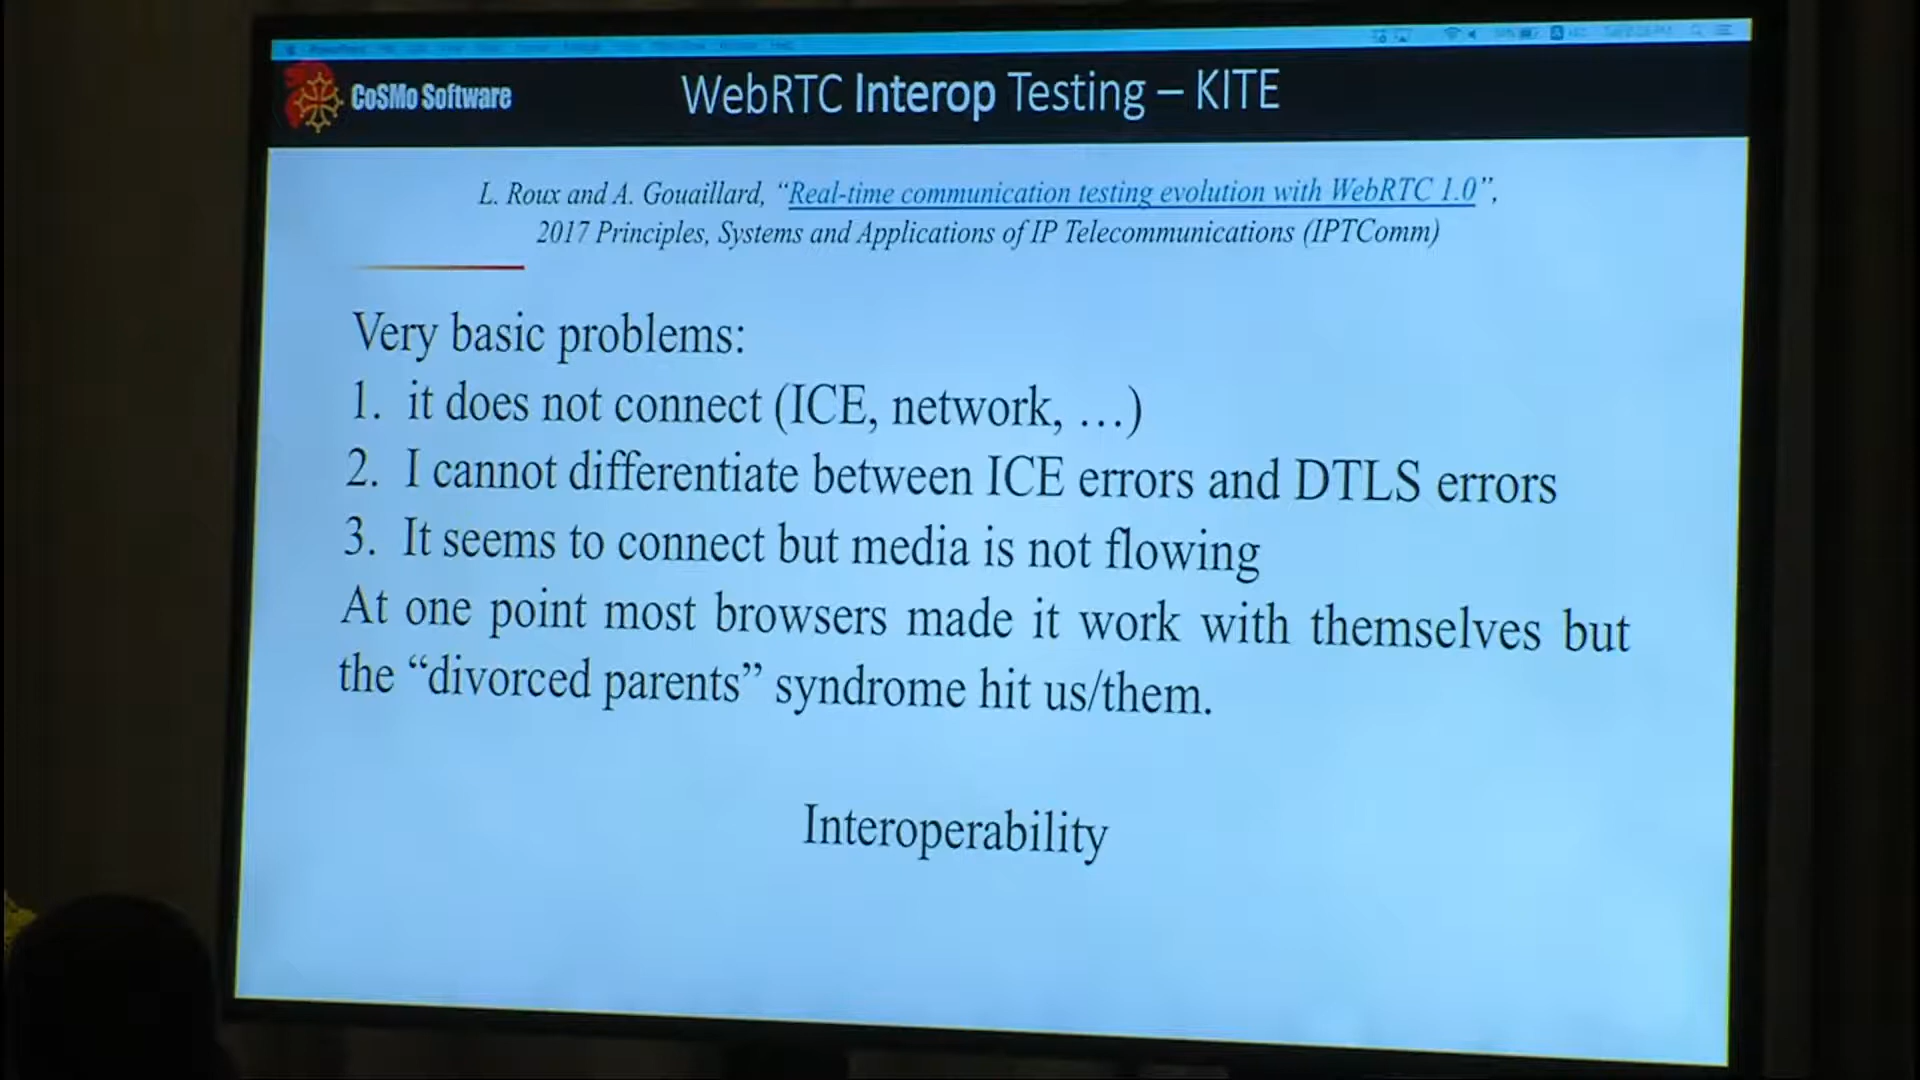 CoSMo Software
WebRTC Interop Testing – KITE
L. Roux and A. Gouaillard, “Real-time communication testing evolution with WebRTC 1.0”,
2017 Principles, Systems and Applications of IP Telecommunications (IPTComm)
Very basic problems:
1. it does not connect (ICE, network, …)
2. I cannot differentiate between ICE errors and DTLS errors
3. It seems to connect but media is not flowing
At one point most browsers made it work with themselves but
the “divorced parents” syndrome hit us/them.
Interoperability